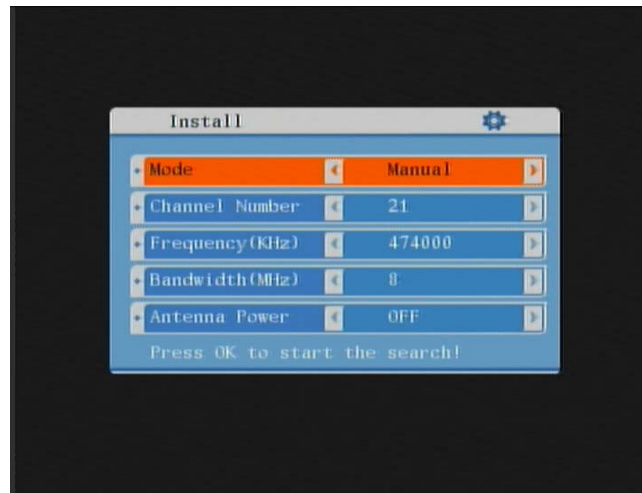 Install
Mode Manual
Channel Number 21
Frequency(KHz) 474000
Bandwidth(MHz) 8
Antenna Power OFF
Press OK to start the search!